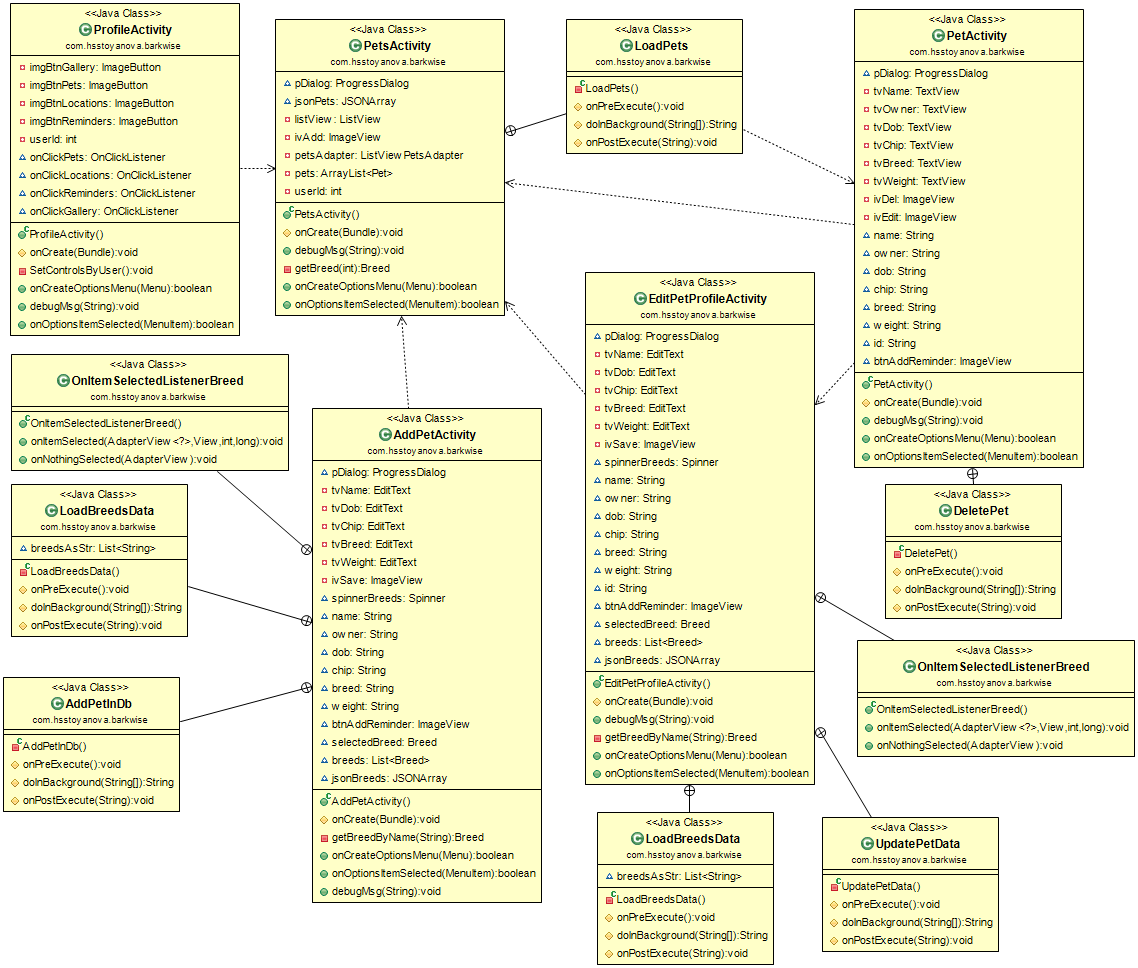 <<Java Class>>
ProfileActivity
com.hsstoyanova.barkwise
imgBtnGallery: ImageButton
imgBtnPets: ImageButton
imgBtnLocations: ImageButton
imgBtnReminders: ImageButton
userId: int
onClickPets: OnClickListener
onClickLocations: OnClickListener
onClickReminders: OnClickListener
onClickGallery: OnClickListener
ProfileActivity()
onCreate(Bundle):void
SetControlsByUser():void
onCreateOptionsMenu(Menu):boolean
debugMsg(String):void
onOptionsItemSelected(MenuItem):boolean
<<Java Class>>
PetsActivity
com.hsstoyanova.barkwise
pDialog: ProgressDialog
jsonPets: JSONArray
listView: ListView
ivAdd: ImageView
petsAdapter: ListViewPetsAdapter
pets: ArrayList<Pet>
userId: int
PetsActivity()
onCreate(Bundle):void
debugMsg(String):void
getBreed(int):Breed
onCreateOptionsMenu(Menu):boolean
onOptionsItemSelected(MenuItem):boolean
<<Java Class>>
LoadPets
com.hsstoyanova.barkwise
LoadPets()
onPreExecute():void
doInBackground(String[]):String
onPostExecute(String):void
<<Java Class>>
PetActivity
com.hsstoyanova.barkwise
pDialog: ProgressDialog
tvName: TextView
tvOwner: TextView
tvDob: TextView
tvChip: TextView
tvBreed: TextView
tvWeight: TextView
ivDel: ImageView
ivEdit: ImageView
name: String
owner: String
dob: String
chip: String
breed: String
weight: String
id: String
btnAddReminder: ImageView
PetActivity()
onCreate(Bundle):void
debugMsg(String):void
onCreateOptionsMenu(Menu):boolean
onOptionsItemSelected(MenuItem):boolean
<<Java Class>>
OnItemSelectedListenerBreed
com.hsstoyanova.barkwise
OnItemSelectedListenerBreed()
onItemSelected(AdapterView<?>,View,int,long):void
onNothingSelected(AdapterView):void
<<Java Class>>
LoadBreedsData
com.hsstoyanova.barkwise
breedsAsStr: List<String>
LoadBreedsData()
onPreExecute():void
doInBackground(String[]):String
onPostExecute(String):void
<<Java Class>>
AddPetInDb
com.hsstoyanova.barkwise
AddPetInDb()
onPreExecute():void
doInBackground(String[]):String
onPostExecute(String):void
<<Java Class>>
AddPetActivity
com.hsstoyanova.barkwise
pDialog: ProgressDialog
tvName: EditText
tvDob: EditText
tvChip: EditText
tvBreed: EditText
tvWeight: EditText
ivSave: ImageView
spinnerBreeds: Spinner
name: String
owner: String
dob: String
chip: String
breed: String
weight: String
btnAddReminder: ImageView
selectedBreed: Breed
breeds: List<Breed>
jsonBreeds: JSONArray
AddPetActivity()
onCreate(Bundle):void
getBreedByName(String):Breed
onCreateOptionsMenu(Menu):boolean
onOptionsItemSelected(MenuItem):boolean
debugMsg(String):void
<<Java Class>>
EditPetProfileActivity
com.hsstoyanova.barkwise
pDialog: ProgressDialog
tvName: EditText
tvDob: EditText
tvChip: EditText
tvBreed: EditText
tvWeight: EditText
ivSave: ImageView
spinnerBreeds: Spinner
name: String
owner: String
dob: String
chip: String
breed: String
weight: String
id: String
btnAddReminder: ImageView
selectedBreed: Breed
breeds: List<Breed>
jsonBreeds: JSONArray
EditPetProfileActivity()
onCreate(Bundle):void
debugMsg(String):void
getBreedByName(String):Breed
onCreateOptionsMenu(Menu):boolean
onOptionsItemSelected(MenuItem):boolean
<<Java Class>>
DeletePet
com.hsstoyanova.barkwise
DeletePet()
onPreExecute():void
doInBackground(String[]):String
onPostExecute(String):void
<<Java Class>>
OnItemSelectedListenerBreed
com.hsstoyanova.barkwise
OnItemSelectedListenerBreed()
onItemSelected(AdapterView<?>,View,int,long):void
onNothingSelected(AdapterView):void
<<Java Class>>
LoadBreedsData
com.hsstoyanova.barkwise
breedsAsStr: List<String>
LoadBreedsData()
onPreExecute():void
doInBackground(String[]):String
onPostExecute(String):void
<<Java Class>>
UpdatePetData
com.hsstoyanova.barkwise
UpdatePetData()
onPreExecute():void
doInBackground(String[]):String
onPostExecute(String):void